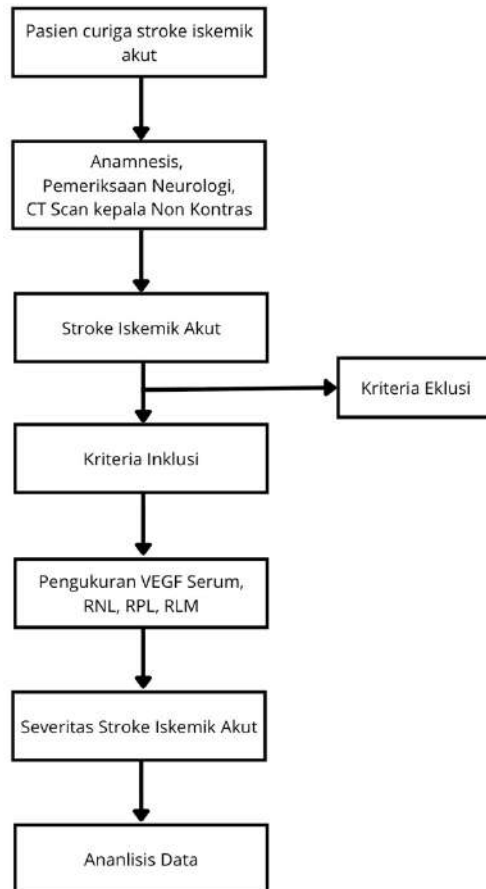 Pasien curiga stroke iskemik
akut
Anamnesis,
Pemeriksaan Neurologi,
CT Scan kepala Non Kontras
Stroke Iskemik Akut
Kriteria Eklusi
Kriteria Inklusi
Pengukuran VEGF Serum,
RNL, RPL, RLM
Severitas Stroke Iskemik Akut
Ananlisis Data